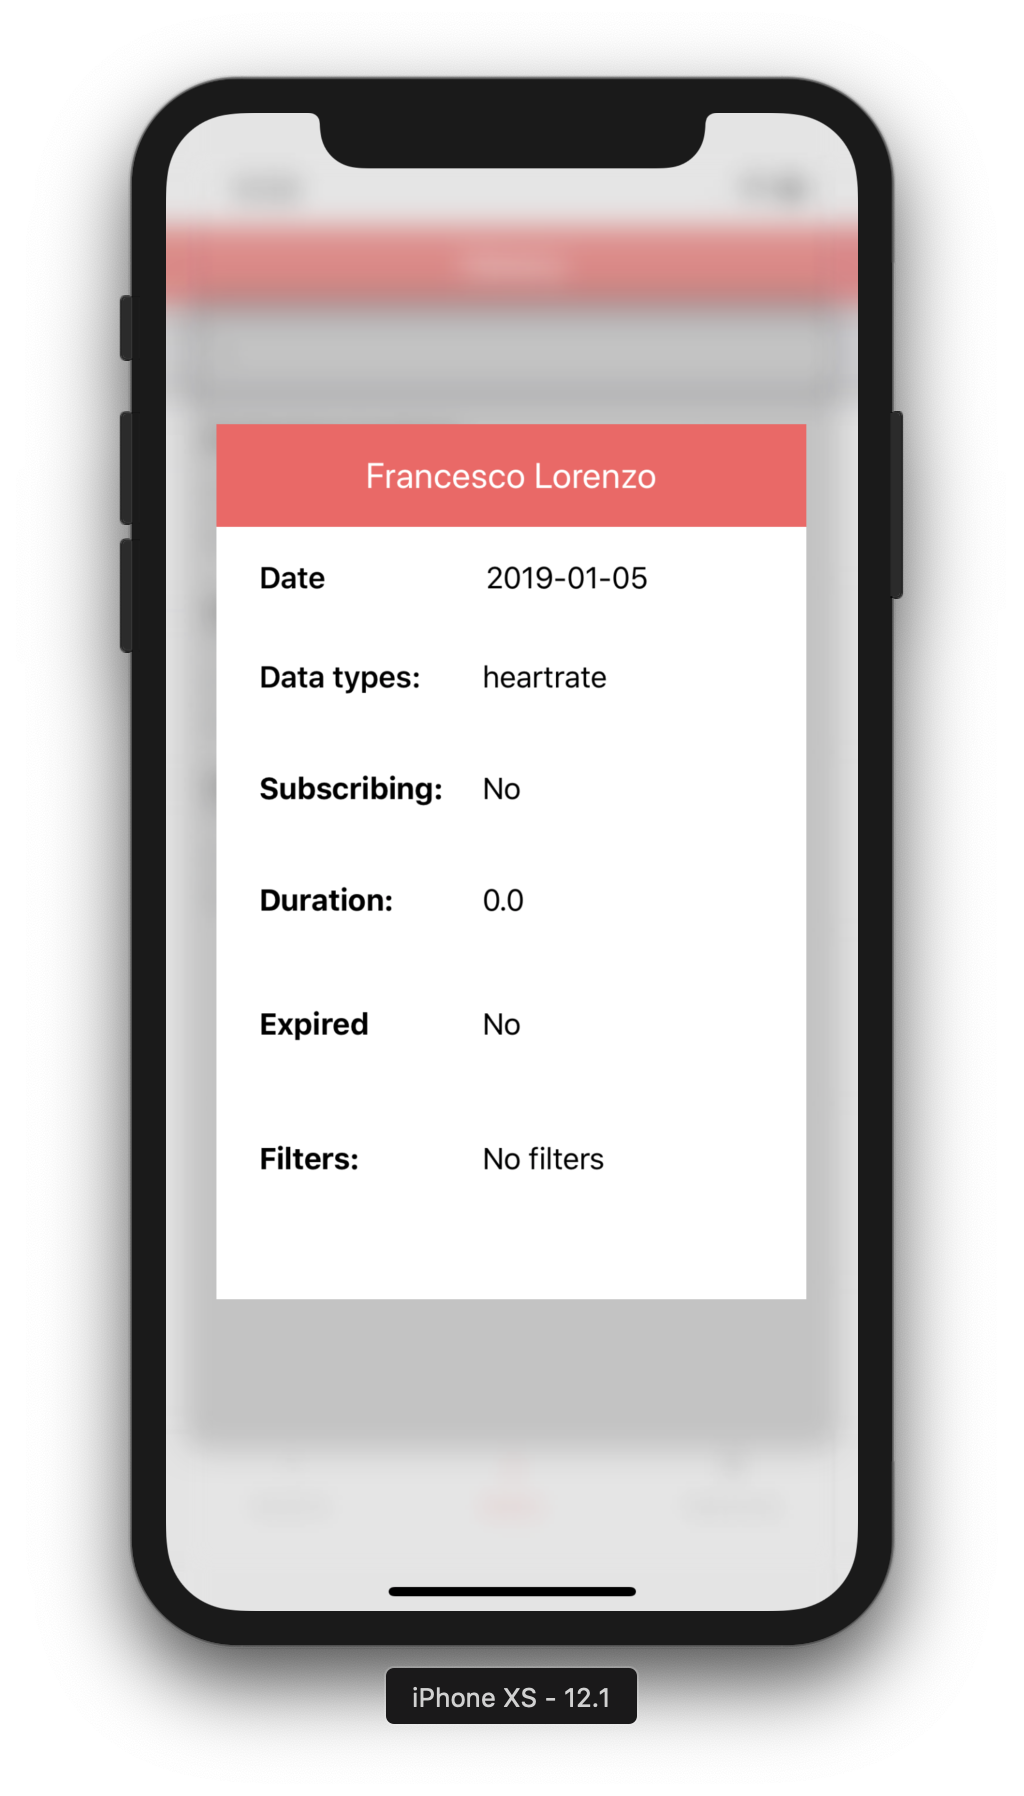 Francesco Lorenzo
Date 2019-01-05
Data types: heartrate
Subscribing: No
Duration: 0.0
Expired No
Filters: No filters
iPhone XS - 12.1